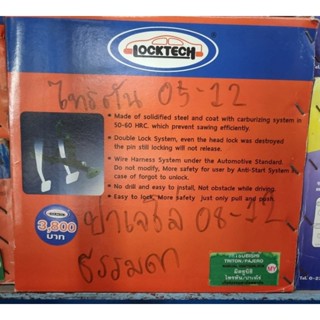 LOCKTECH
ไทรตัน 05-12
• Made of solidified steel and coat with carburizing system in
50-60 HRC. which prevent sawing efficiently.
• Double Lock System, even the head lock was destroyed
the pin still locking will not release.
• Wire Harness System under the Automotive Standard.
Do not modify, More safety for user by Anti-Start System in
case of forgot to unlock.
• No drill and easy to install, Not obstacle while driving.
• Easy to lock, More safety Just only pull and push.
LOCKTECH
3,800
บาท
ปาเจโร 08-12
ธรรมดา
MITSUBISHI
TRITON/PAJERO
มิตซูบิชิ
ไทรตัน/ปาเจโร
MY